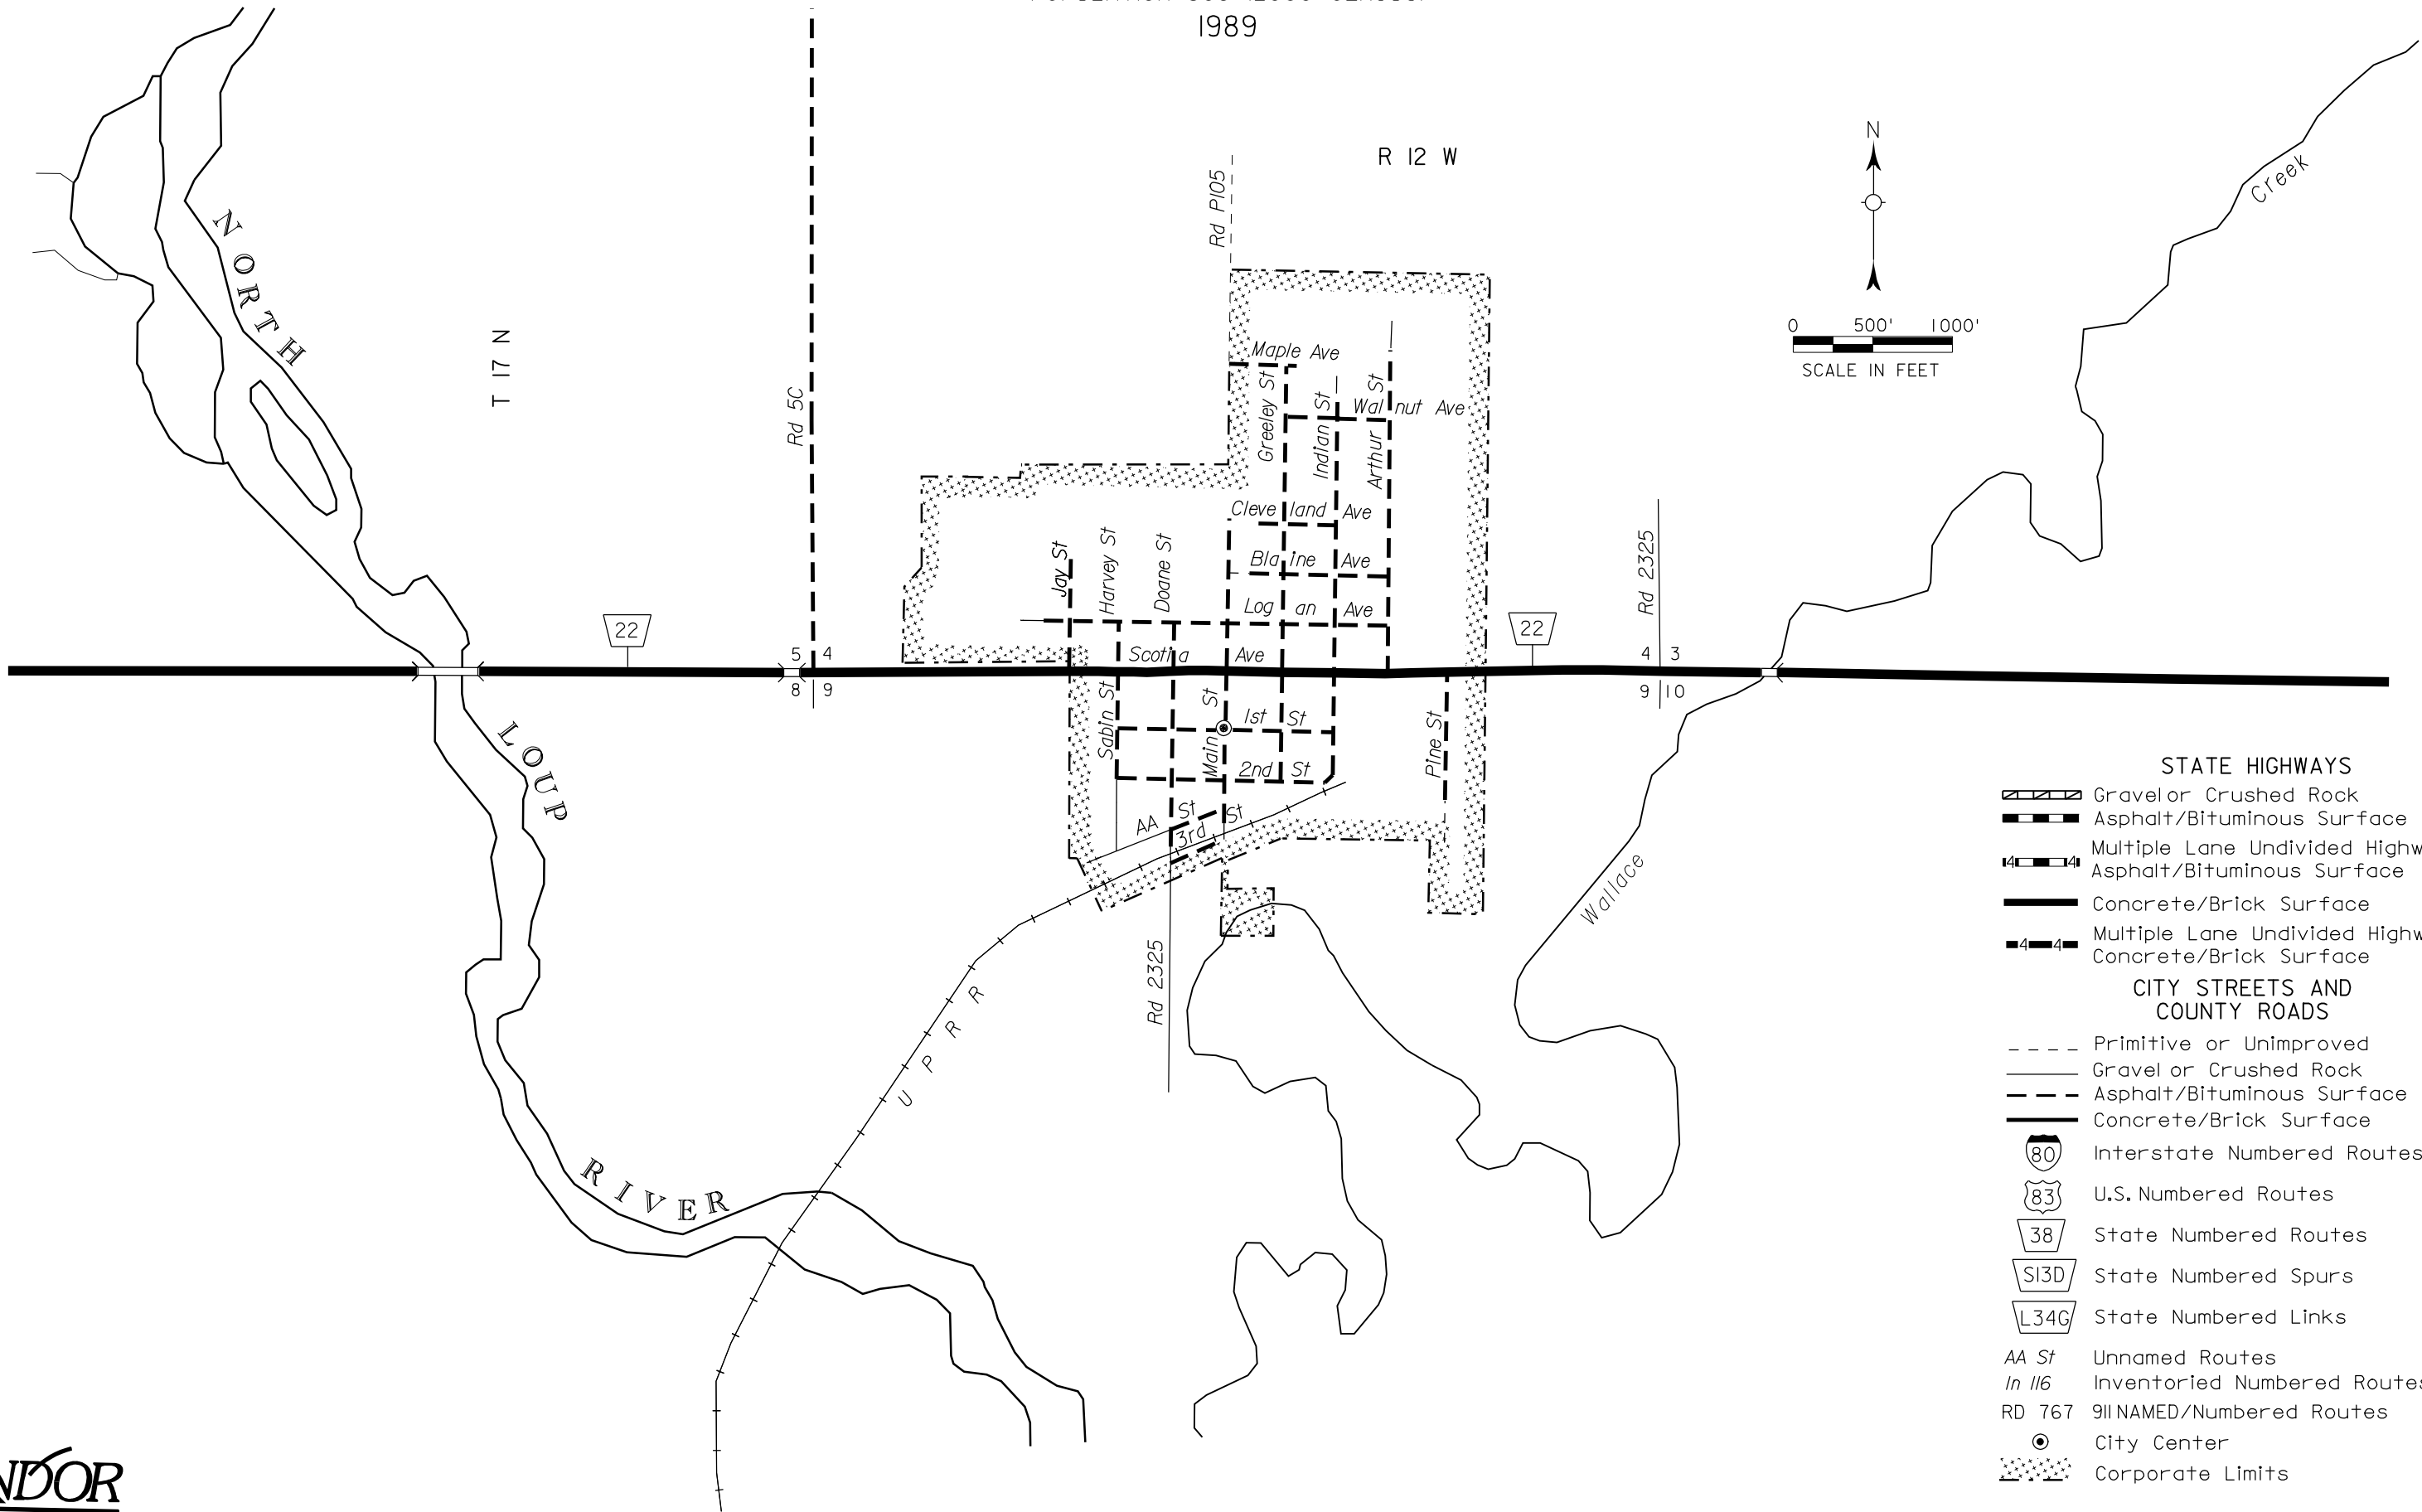 1989
R 12 W
N
0 500' 1000'
SCALE IN FEET
Creek
NORTH
T 17 N
Rd 5C
Rd P105
Maple Ave
Greeley St
Indian St
Arthur St
Walnut Ave
Cleveland Ave
Jay St
Harvey St
Doane St
Blaine Ave
Logan Ave
Rd 2325
22
22
5 4
8 9
4 3
9 10
Scotia Ave
Sabin St
Main St
1st St
2nd St
Pine St
AA St
3rd St
LOUP
Wallace
Rd 2325
U P R R
RIVER
STATE HIGHWAYS
Gravel or Crushed Rock
Asphalt/Bituminous Surface
4 4 Multiple Lane Undivided Highw
Asphalt/Bituminous Surface
Concrete/Brick Surface
4 4 Multiple Lane Undivided Highw
Concrete/Brick Surface
CITY STREETS AND
COUNTY ROADS
Primitive or Unimproved
Gravel or Crushed Rock
Asphalt/Bituminous Surface
Concrete/Brick Surface
80 Interstate Numbered Routes
83 U.S. Numbered Routes
38 State Numbered Routes
S13D State Numbered Spurs
L34G State Numbered Links
AA St Unnamed Routes
In 116 Inventoried Numbered Routes
RD 767 911 NAMED/Numbered Routes
City Center
Corporate Limits
NDOR